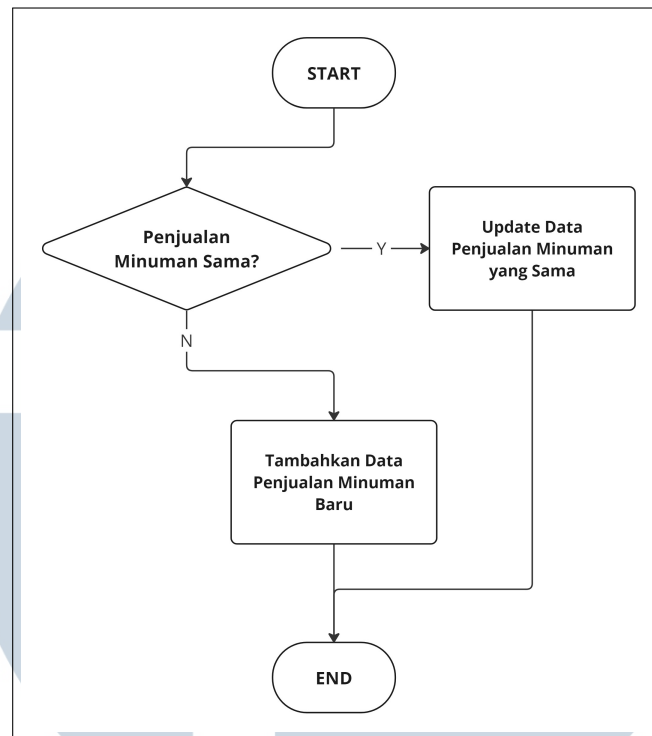 START
Penjualan
Minuman Sama?
Y
Update Data
Penjualan Minuman
yang Sama
N
Tambahkan Data
Penjualan Minuman
Baru
END